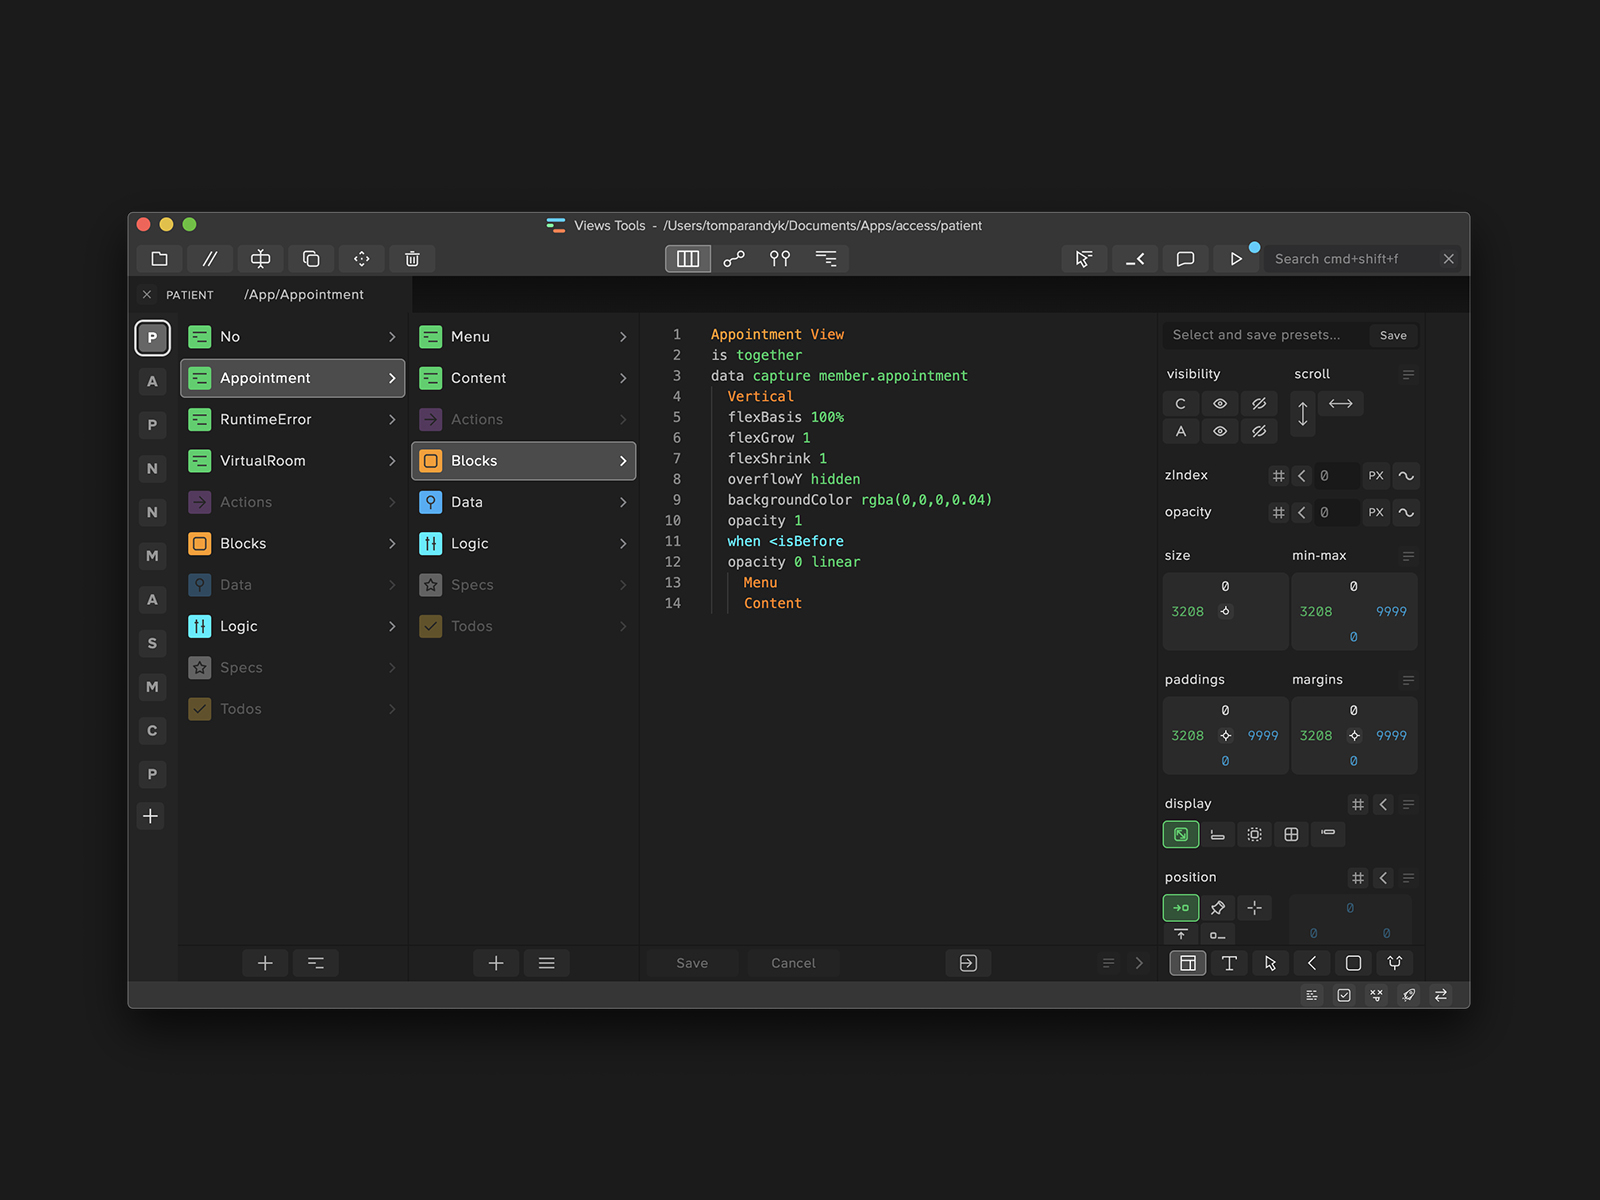 Views Tools - /Users/tomparandyk/Documents/Apps/access/patient
Search cmd+shift+f
PATIENT /App/Appointment
P
A
P
N
N
M
A
S
M
C
P
No
Appointment
RuntimeError
VirtualRoom
Actions
Blocks
Data
Logic
Specs
Todos
Menu
Content
Actions
Blocks
Data
Logic
Specs
Todos
1 Appointment View
2 is together
3 data capture member.appointment
4 Vertical
5 flexBasis 100%
6 flexGrow 1
7 flexShrink 1
8 overflowY hidden
9 backgroundColor rgba(0,0,0,0.04)
10 opacity 1
11 when <isBefore
12 opacity 0 linear
13 Menu
14 Content
Save Cancel
Select and save presets... Save
visibility scroll
C
A
zIndex 0 PX
opacity 0 PX
size min-max
0 0
3208 3208 9999
0
paddings margins
0 0
3208 9999 3208 9999
0 0
display
position
0
0 0